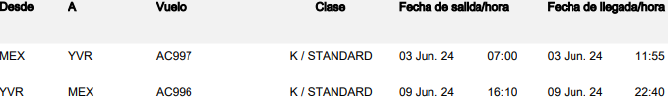 Desde A Vuelo Clase Fecha de salida/hora Fecha de llegada/hora
MEX YVR AC997 K / STANDARD 03 Jun. 24 07:00 03 Jun. 24 11:55
YVR MEX AC996 K / STANDARD 09 Jun. 24 16:10 09 Jun. 24 22:40